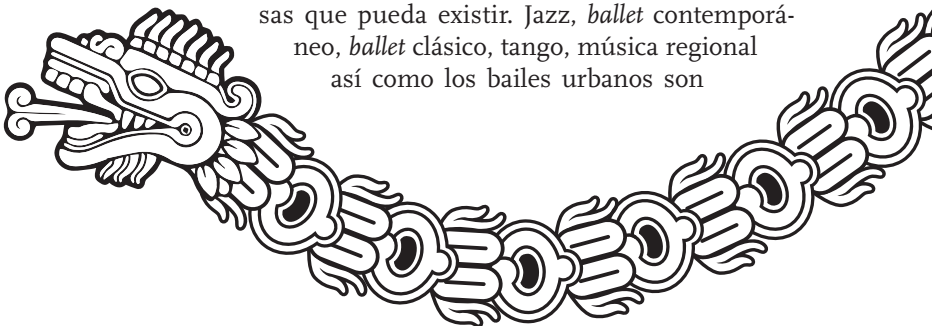 sas que pueda existir. Jazz, ballet contemporá-
neo, ballet clásico, tango, música regional
así como los bailes urbanos son